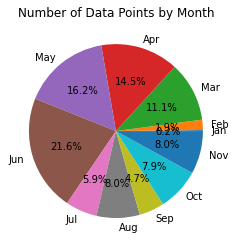 Number of Data Points by Month
Apr
May
14.5%
16.2%
Mar
11.1%
Feb
1.9%
Jan
0.2%
8.0%
Nov
21.6%
Jun
7.9%
Oct
5.9%
8.0%
4.7%
Jul
Aug
Sep